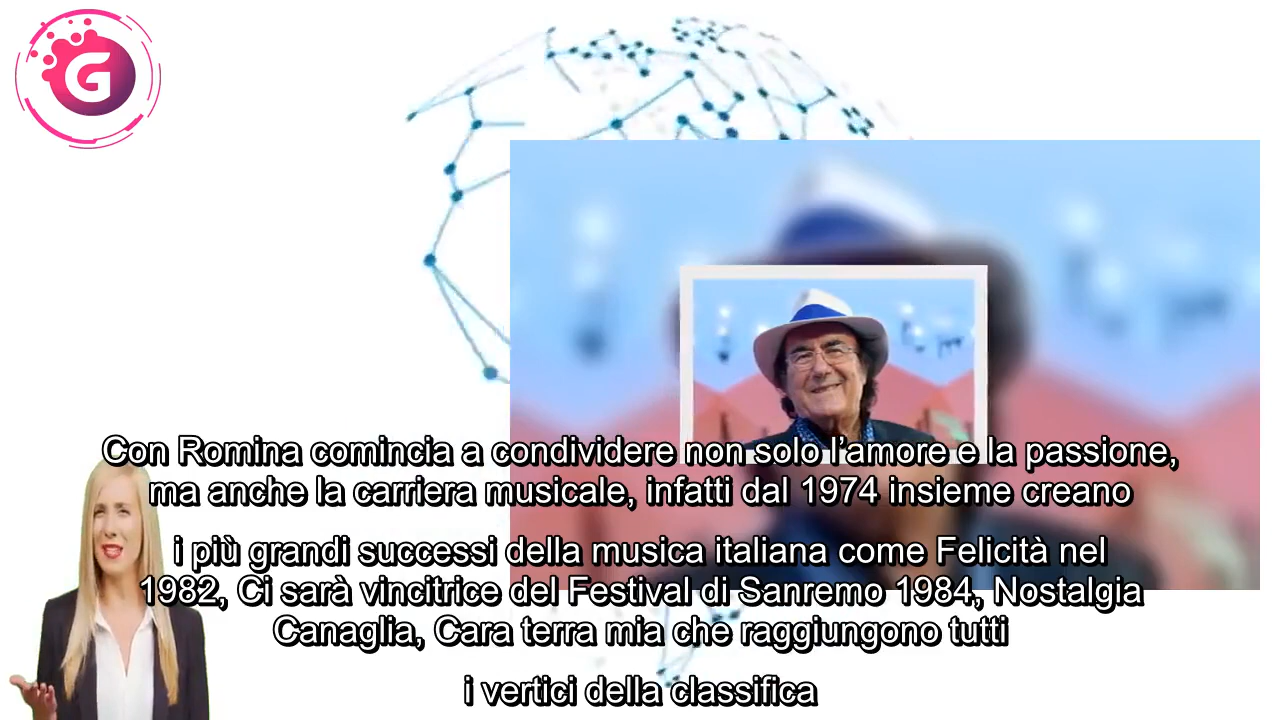 G
Con Romina comincia a condividere non solo l'amore e la passione,
ma anche la carriera musicale, infatti dal 1974 insieme creano
i più grandi successi della musica italiana come Felicità nel
1982, Ci sarà vincitrice del Festival di Sanremo 1984, Nostalgia
Canaglia, Cara terra mia che raggiungono tutti
i vertici della classifica